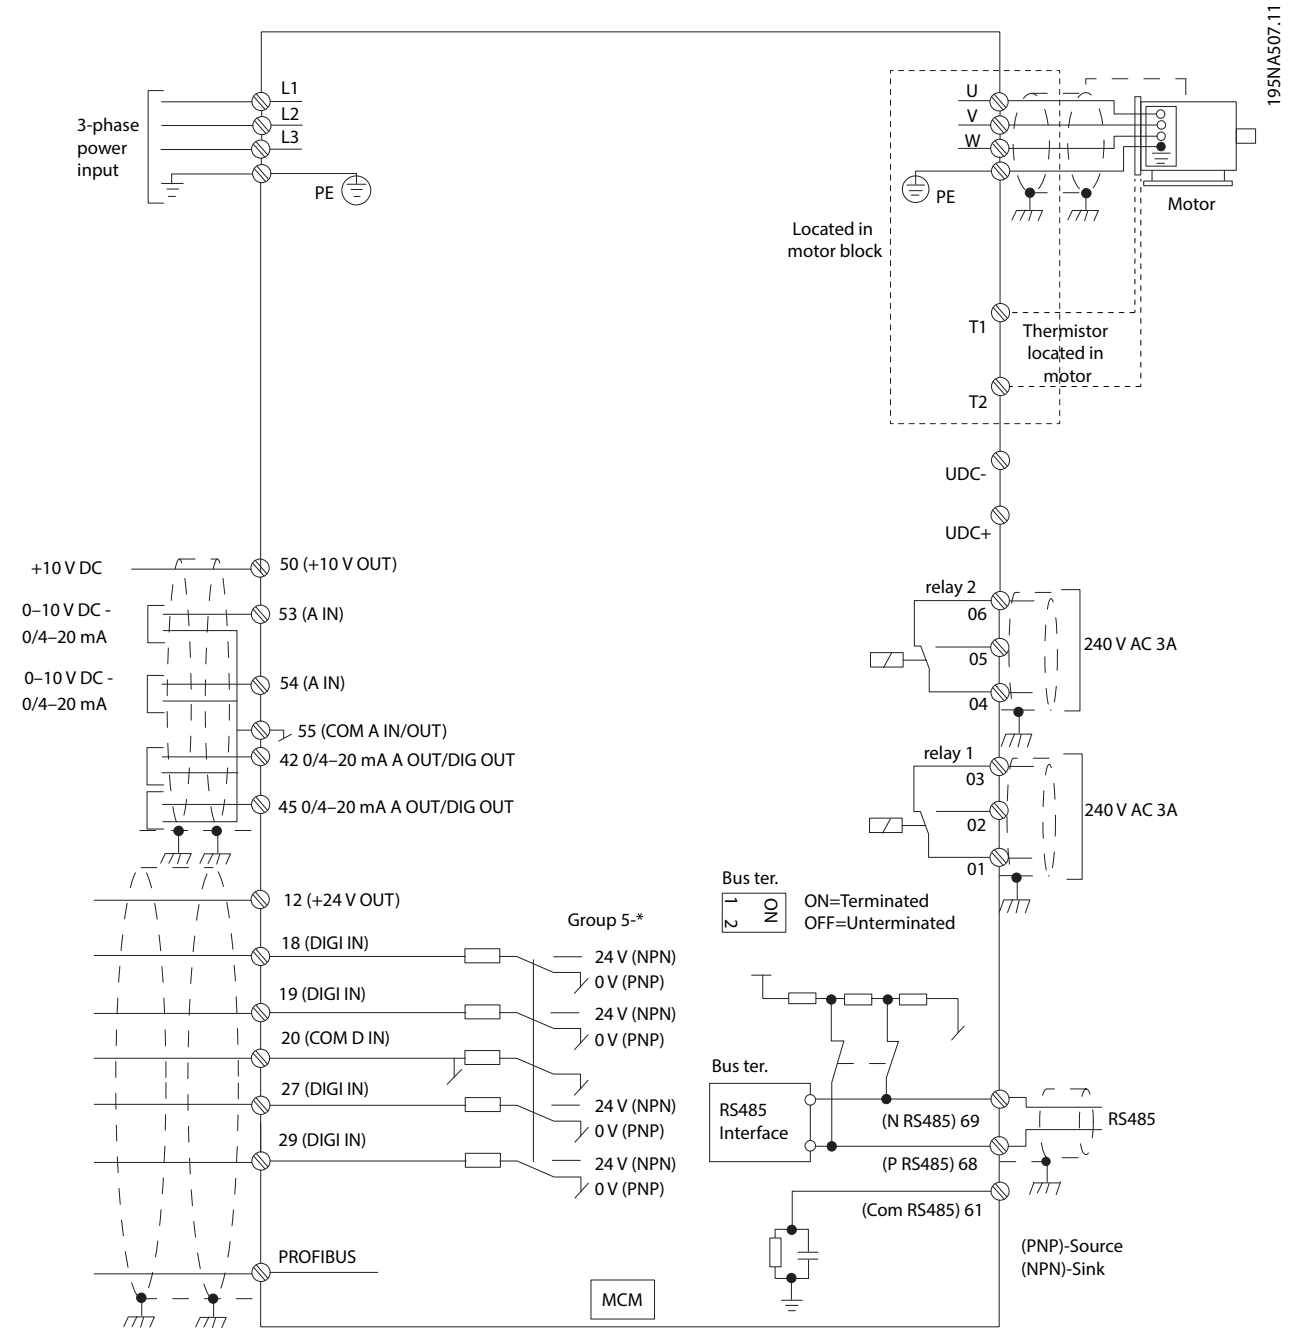 195NA507.11
3-phase
power
input
L1
L2
L3
PE
U
V
W
PE
Motor
Located in
motor block
T1
Thermistor
located in
motor
T2
UDC-
UDC+
+10 V DC
50 (+10 V OUT)
0–10 V DC -
0/4–20 mA
53 (A IN)
0–10 V DC -
0/4–20 mA
54 (A IN)
55 (COM A IN/OUT)
42 0/4–20 mA A OUT/DIG OUT
45 0/4–20 mA A OUT/DIG OUT
relay 2
06
05
04
240 V AC 3A
relay 1
03
02
01
240 V AC 3A
Bus ter.
1
2
ON
ON=Terminated
OFF=Unterminated
12 (+24 V OUT)
Group 5-*
18 (DIGI IN)
24 V (NPN)
0 V (PNP)
19 (DIGI IN)
24 V (NPN)
0 V (PNP)
20 (COM D IN)
27 (DIGI IN)
24 V (NPN)
0 V (PNP)
29 (DIGI IN)
24 V (NPN)
0 V (PNP)
PROFIBUS
Bus ter.
RS485
Interface
(N RS485) 69
RS485
(P RS485) 68
(Com RS485) 61
(PNP)-Source
(NPN)-Sink
MCM